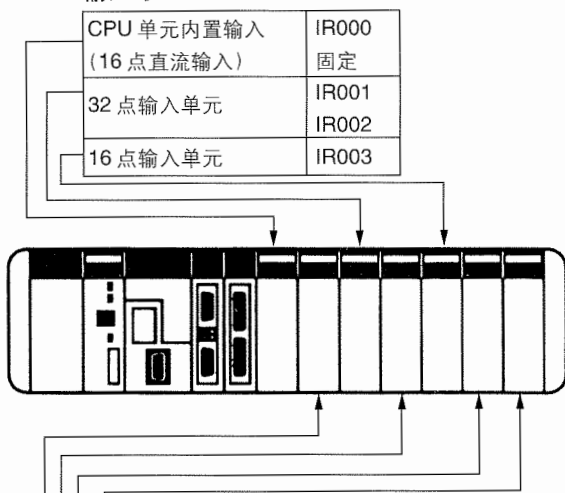 CPU 单元内置输入 IR000
(16 点直流输入) 固定
32 点输入单元 IR001
IR002
16 点输入单元 IR003